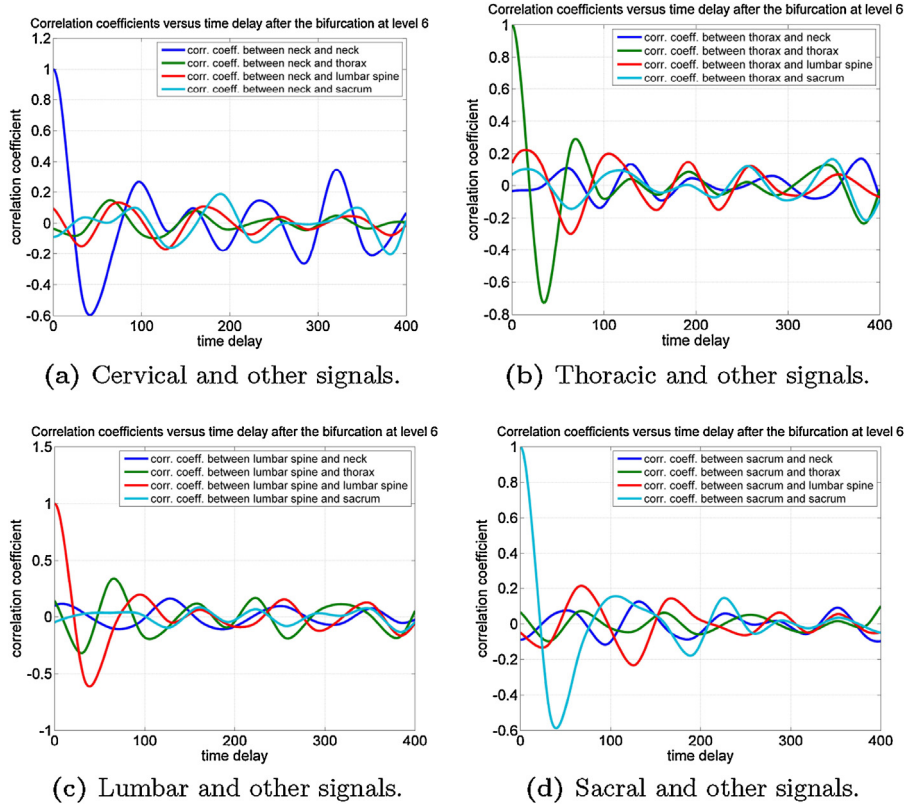 Correlation coefficients versus time delay after the bifurcation at level 6
1.2
1
0.8
0.6
0.4
0.2
0
-0.2
-0.4
-0.6
correlation coefficient
corr. coeff. between neck and neck
corr. coeff. between neck and thorax
corr. coeff. between neck and lumbar spine
corr. coeff. between neck and sacrum
0 100 200 300 400
time delay
(a) Cervical and other signals.
Correlation coefficients versus time delay after the bifurcation at level 6
1
0.8
0.6
0.4
0.2
0
-0.2
-0.4
-0.6
-0.8
correlation coefficient
corr. coeff. between thorax and neck
corr. coeff. between thorax and thorax
corr. coeff. between thorax and lumbar spine
corr. coeff. between thorax and sacrum
0 100 200 300 400
time delay
(b) Thoracic and other signals.
Correlation coefficients versus time delay after the bifurcation at level 6
1.5
1
0.5
0
-0.5
-1
correlation coefficient
corr. coeff. between lumbar spine and neck
corr. coeff. between lumbar spine and thorax
corr. coeff. between lumbar spine and lumbar spine
corr. coeff. between lumbar spine and sacrum
0 100 200 300 400
time delay
(c) Lumbar and other signals.
Correlation coefficients versus time delay after the bifurcation at level 6
1
0.8
0.6
0.4
0.2
0
-0.2
-0.4
-0.6
correlation coefficient
corr. coeff. between sacrum and neck
corr. coeff. between sacrum and thorax
corr. coeff. between sacrum and lumbar spine
corr. coeff. between sacrum and sacrum
0 100 200 300 400
time delay
(d) Sacral and other signals.